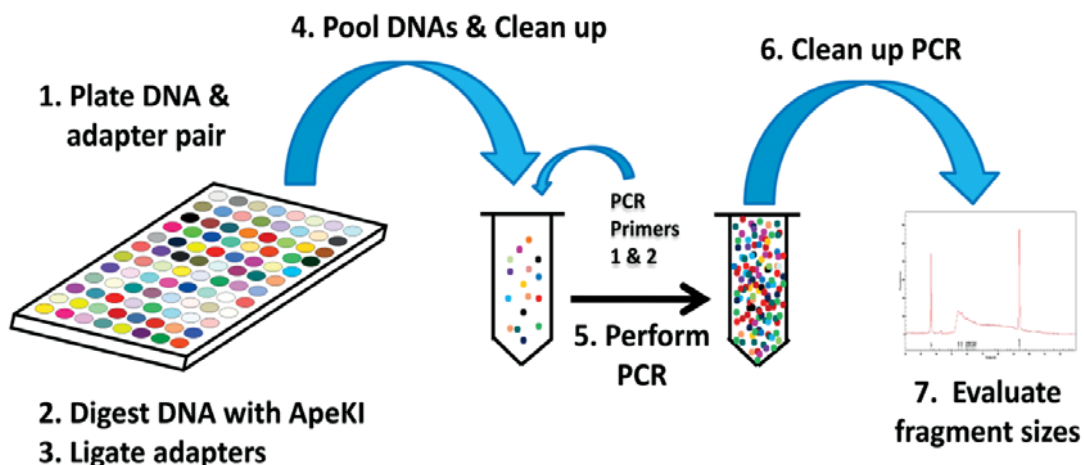 4. Pool DNAs & Clean up
6. Clean up PCR
1. Plate DNA &
adapter pair
PCR
Primers
1 & 2
5. Perform
PCR
2. Digest DNA with ApeKI
3. Ligate adapters
7. Evaluate
fragment sizes